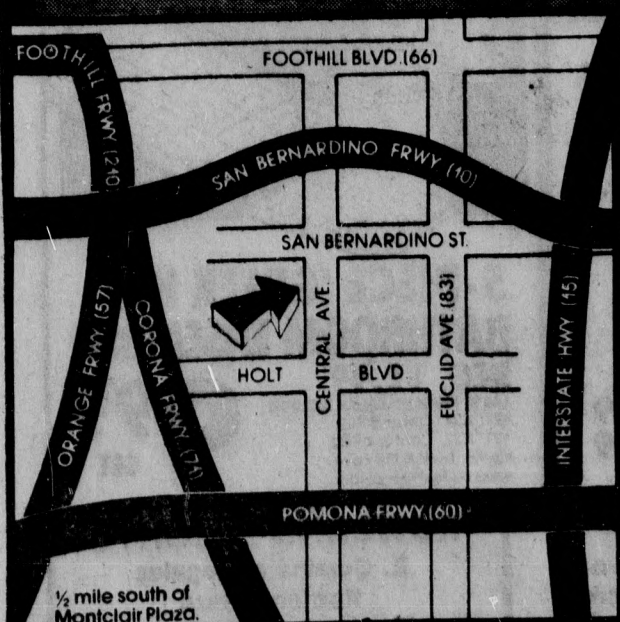 FOOTHILL BLVD.(66)
FOOTHILL FRWY (210)
SAN BERNARDINO FRWY (10)
SAN BERNARDINO ST.
ORANGE FRWY. (57)
CORONA FRWY. (71)
CENTRAL AVE.
EUCLID AVE (83)
INTERSTATE HWY (15)
HOLT BLVD
POMONA FRWY.(60)
½ mile south of
Montclair Plaza.